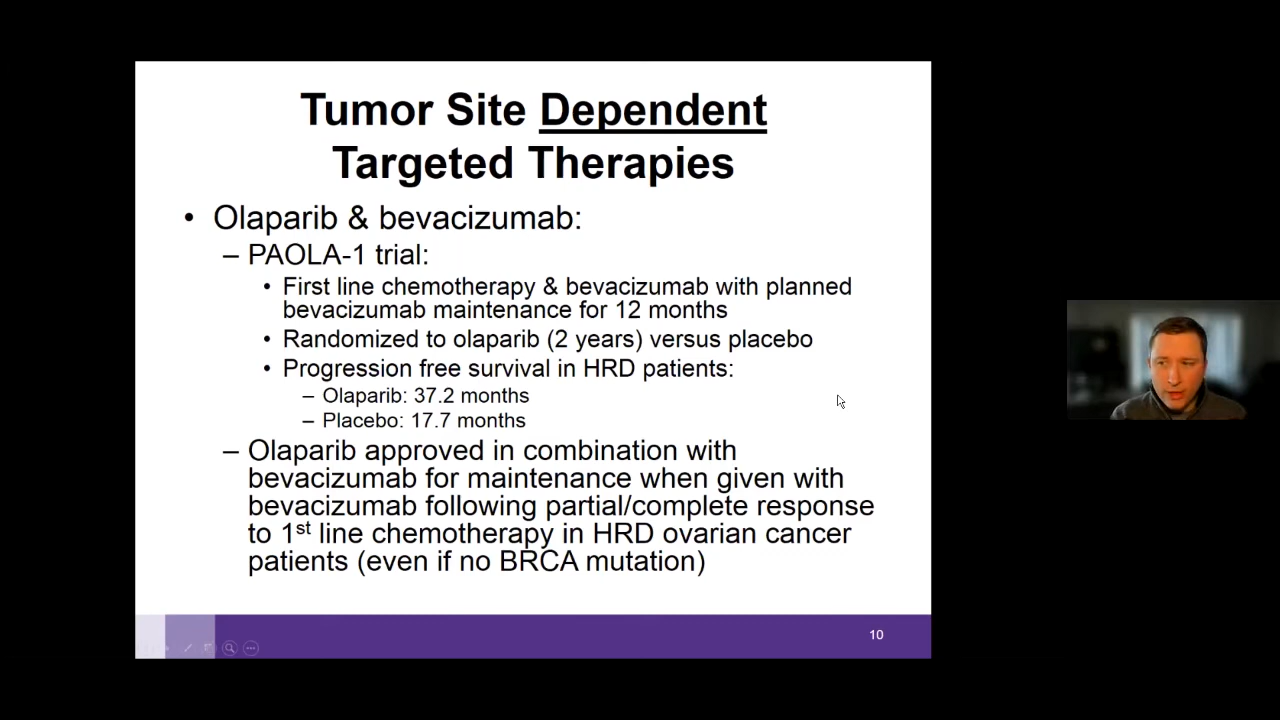 Tumor Site Dependent
Targeted Therapies
• Olaparib & bevacizumab:
– PAOLA-1 trial:
• First line chemotherapy & bevacizumab with planned
bevacizumab maintenance for 12 months
• Randomized to olaparib (2 years) versus placebo
• Progression free survival in HRD patients:
– Olaparib: 37.2 months
– Placebo: 17.7 months
– Olaparib approved in combination with
bevacizumab for maintenance when given with
bevacizumab following partial/complete response
to 1st line chemotherapy in HRD ovarian cancer
patients (even if no BRCA mutation)
10